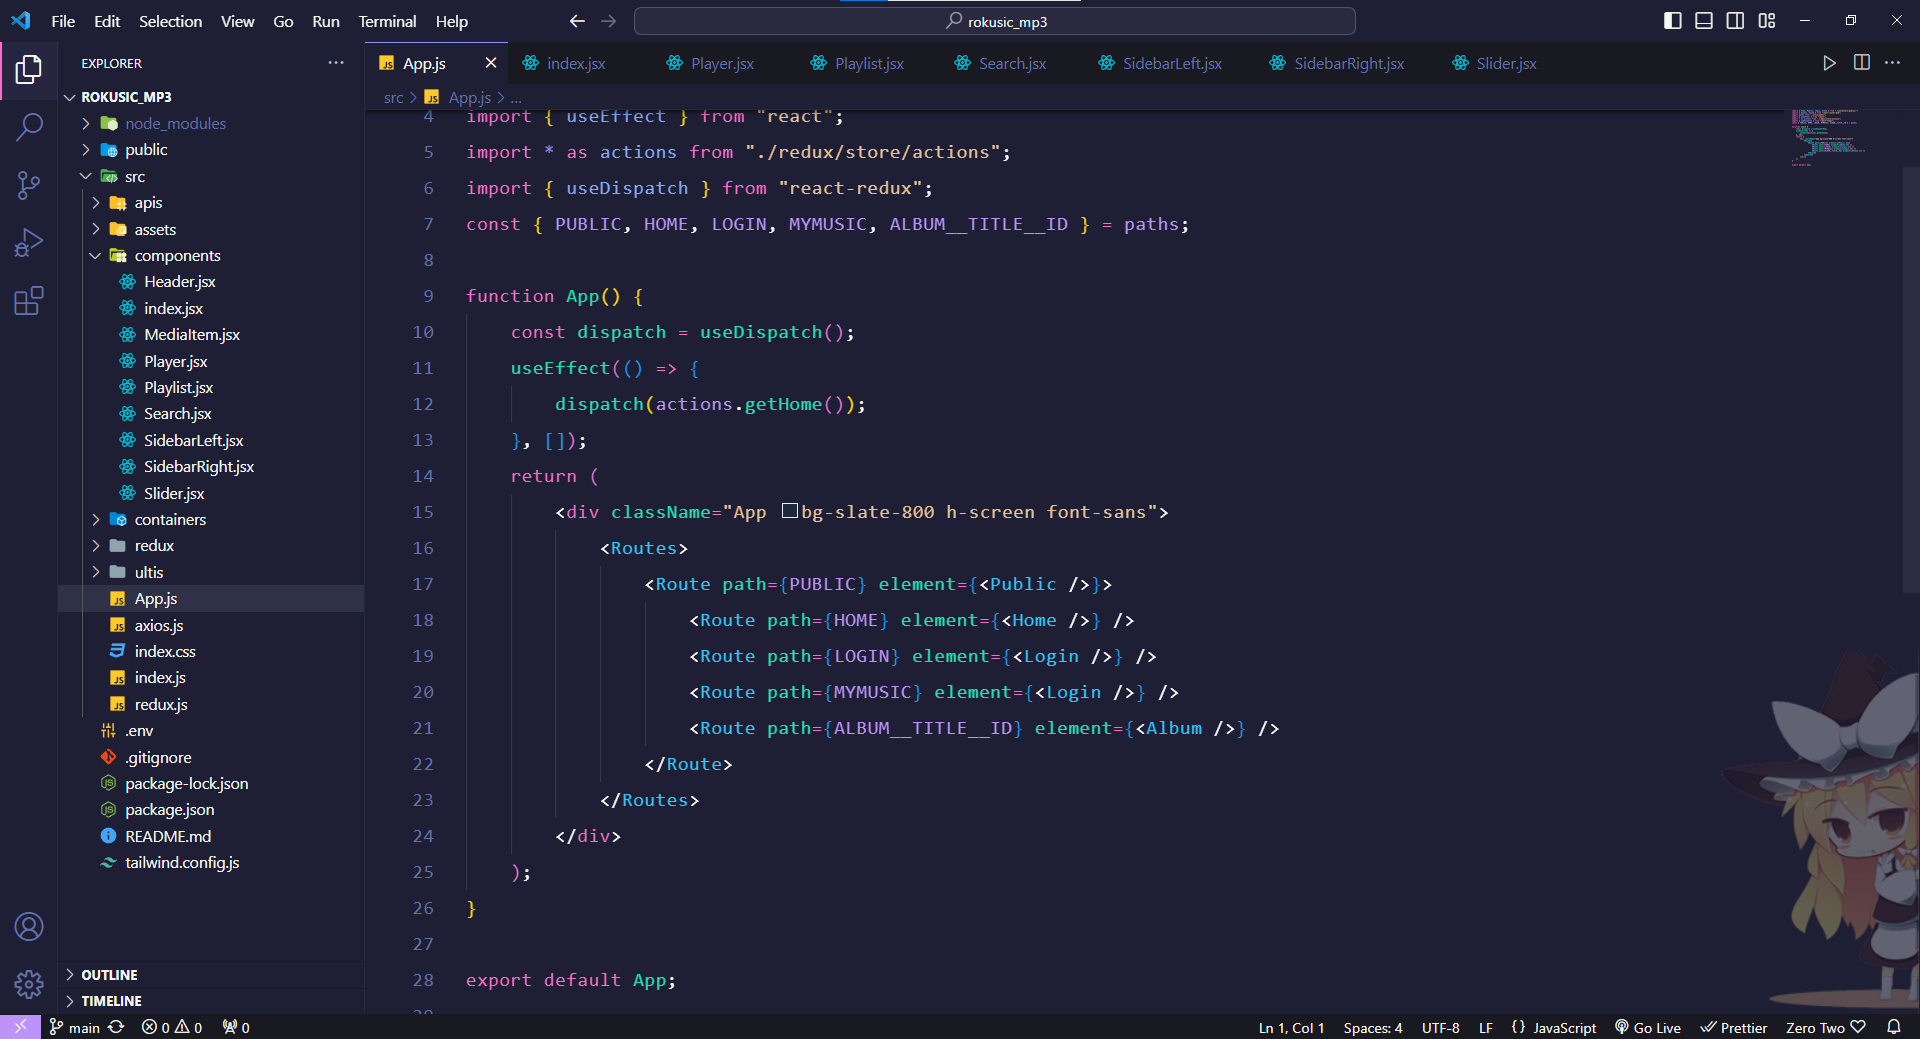 File Edit Selection View Go Run Terminal Help
rokusic_mp3
EXPLORER
ROKUSIC_MP3
node_modules
public
src
apis
assets
components
Header.jsx
index.jsx
MediaItem.jsx
Player.jsx
Playlist.jsx
Search.jsx
SidebarLeft.jsx
SidebarRight.jsx
Slider.jsx
containers
redux
ultis
App.js
axios.js
index.css
index.js
redux.js
.env
.gitignore
package-lock.json
package.json
README.md
tailwind.config.js
OUTLINE
TIMELINE
App.js index.jsx Player.jsx Playlist.jsx Search.jsx SidebarLeft.jsx SidebarRight.jsx Slider.jsx
src > App.js > ...
4 import { useEffect } from "react";
5 import * as actions from "./redux/store/actions";
6 import { useDispatch } from "react-redux";
7 const { PUBLIC, HOME, LOGIN, MYMUSIC, ALBUM__TITLE__ID } = paths;
8
9 function App() {
10 const dispatch = useDispatch();
11 useEffect(() => {
12 dispatch(actions.getHome());
13 }, []);
14 return (
15 <div className="App bg-slate-800 h-screen font-sans">
16 <Routes>
17 <Route path={PUBLIC} element={<Public />}>
18 <Route path={HOME} element={<Home />} />
19 <Route path={LOGIN} element={<Login />} />
20 <Route path={MYMUSIC} element={<Login />} />
21 <Route path={ALBUM__TITLE__ID} element={<Album />} />
22 </Route>
23 </Routes>
24 </div>
25 );
26 }
27
28 export default App;
main 0 0 0 Ln 1, Col 1 Spaces: 4 UTF-8 LF {} JavaScript Go Live Prettier Zero Two